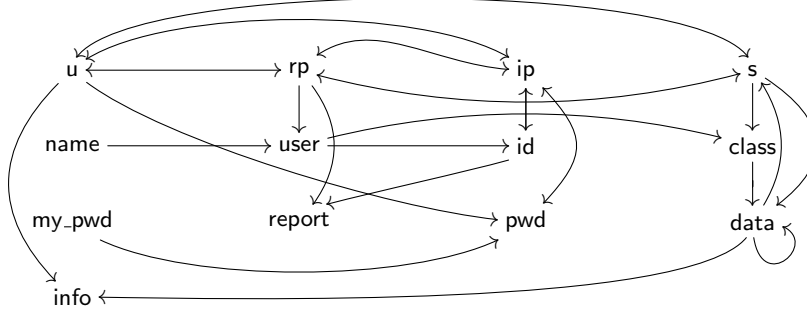 u rp ip s
name user id class
my_pwd report pwd data
info